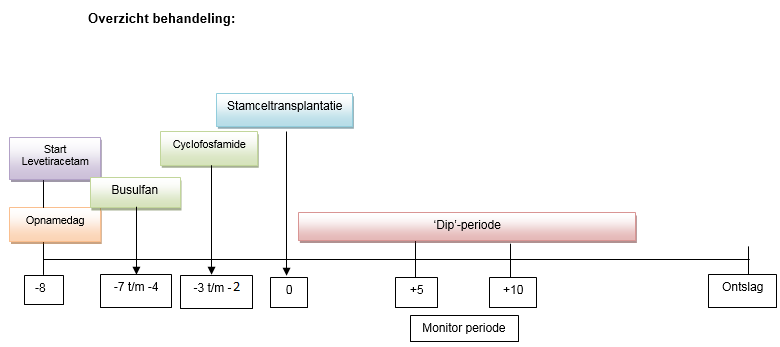 Overzicht behandeling:
Stamceltransplantatie
Start
Levetiracetam
Cyclofosfamide
Busulfan
Opnamedag
‘Dip’-periode
-8
-7 t/m -4
-3 t/m -2
0
+5
+10
Ontslag
Monitor periode